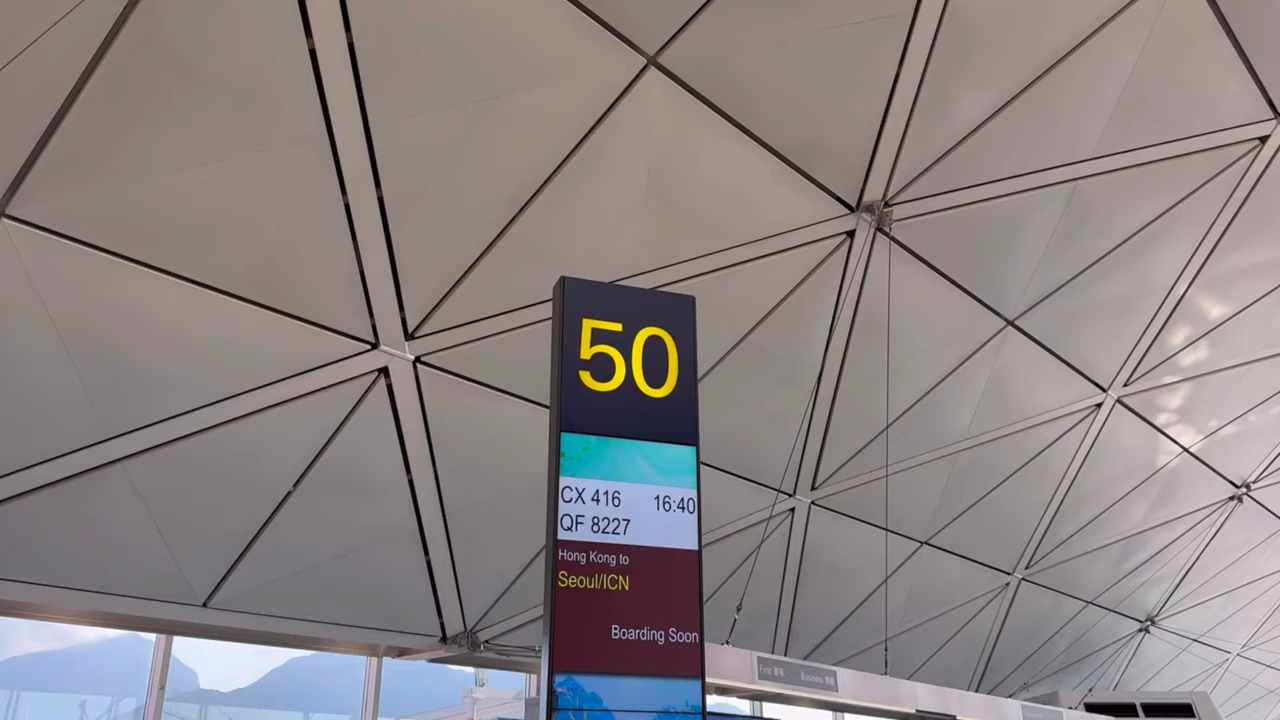 50
CX 416 16:40
QF 8227
Hong Kong to
Seoul/ICN
Boarding Soon
First Business